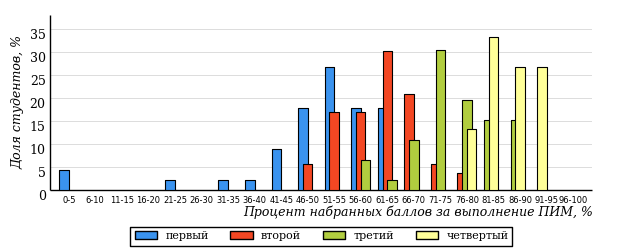 Доля студентов, %
35
30
25
20
15
10
5
0
0-5 6-10 11-15 16-20 21-25 26-30 31-35 36-40 41-45 46-50 51-55 56-60 61-65 66-70 71-75 76-80 81-85 86-90 91-95 96-100
Процент набранных баллов за выполнение ПИМ, %
первый второй третий четвертый